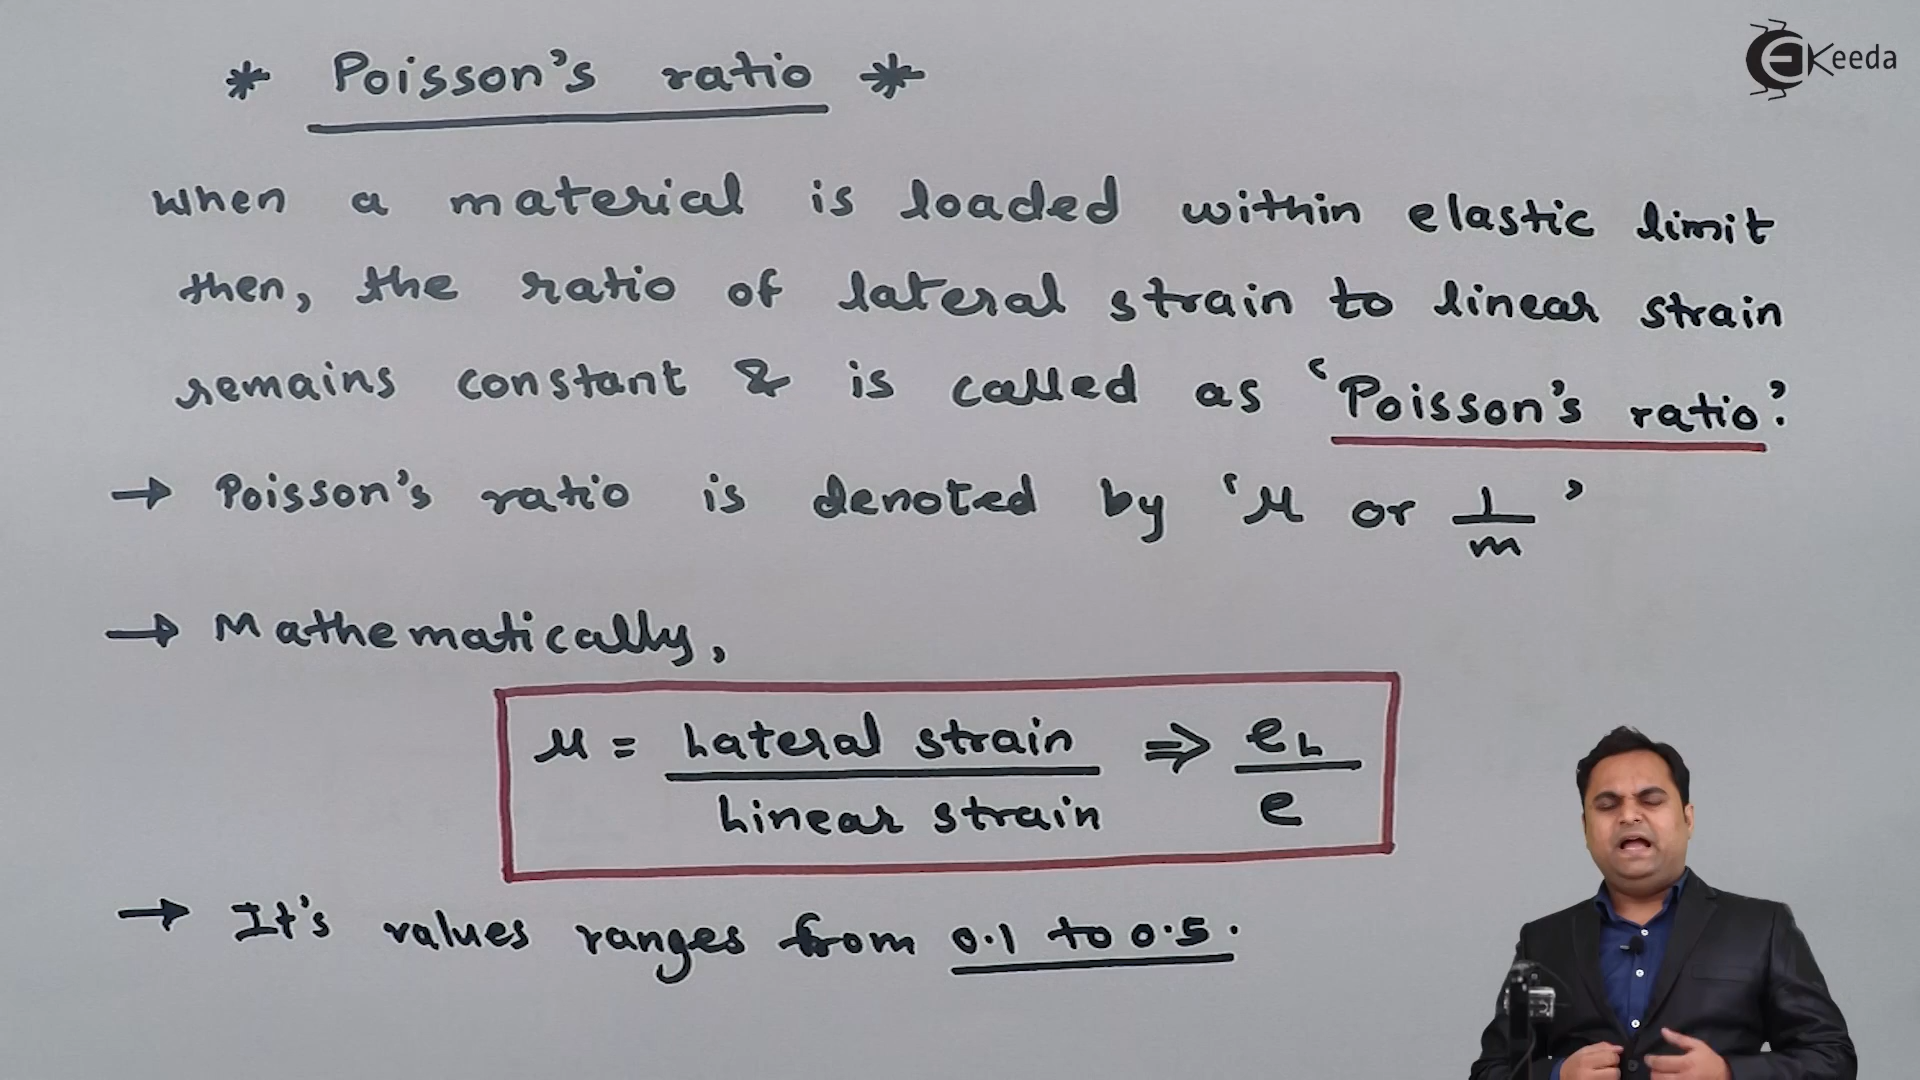 * Poisson's ratio *
EKeeda
When a material is loaded within elastic limit
then, the ratio of lateral strain to linear strain
remains constant & is called as 'Poisson's ratio'.
→ Poisson's ratio is denoted by 'μ or 1/m'
→ Mathematically,
μ = Lateral strain / Linear strain ⇒ eL / e
→ It's values ranges from 0.1 to 0.5.